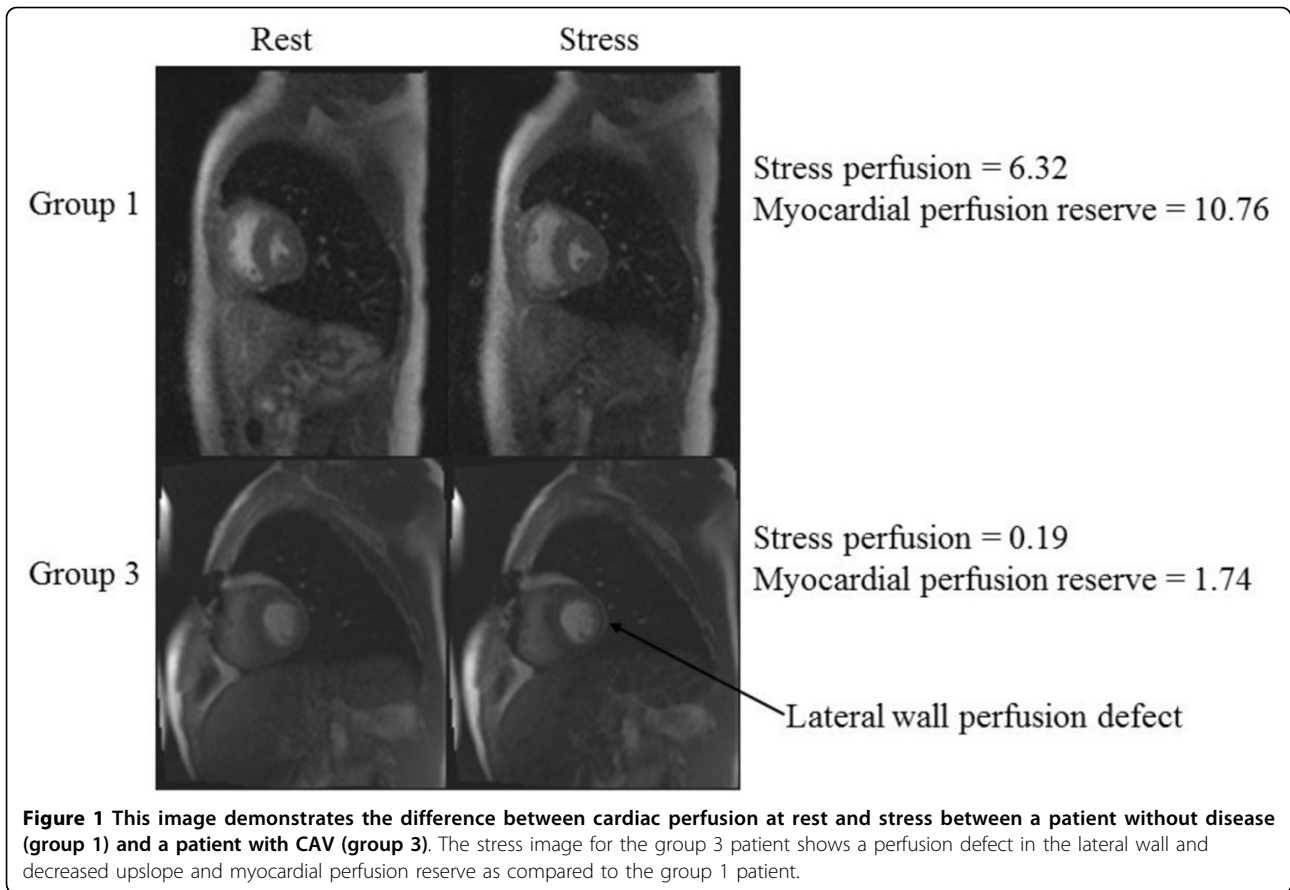 Rest Stress
Group 1
Stress perfusion = 6.32
Myocardial perfusion reserve = 10.76
Group 3
Stress perfusion = 0.19
Myocardial perfusion reserve = 1.74
Lateral wall perfusion defect
Figure 1 This image demonstrates the difference between cardiac perfusion at rest and stress between a patient without disease
(group 1) and a patient with CAV (group 3). The stress image for the group 3 patient shows a perfusion defect in the lateral wall and
decreased upslope and myocardial perfusion reserve as compared to the group 1 patient.